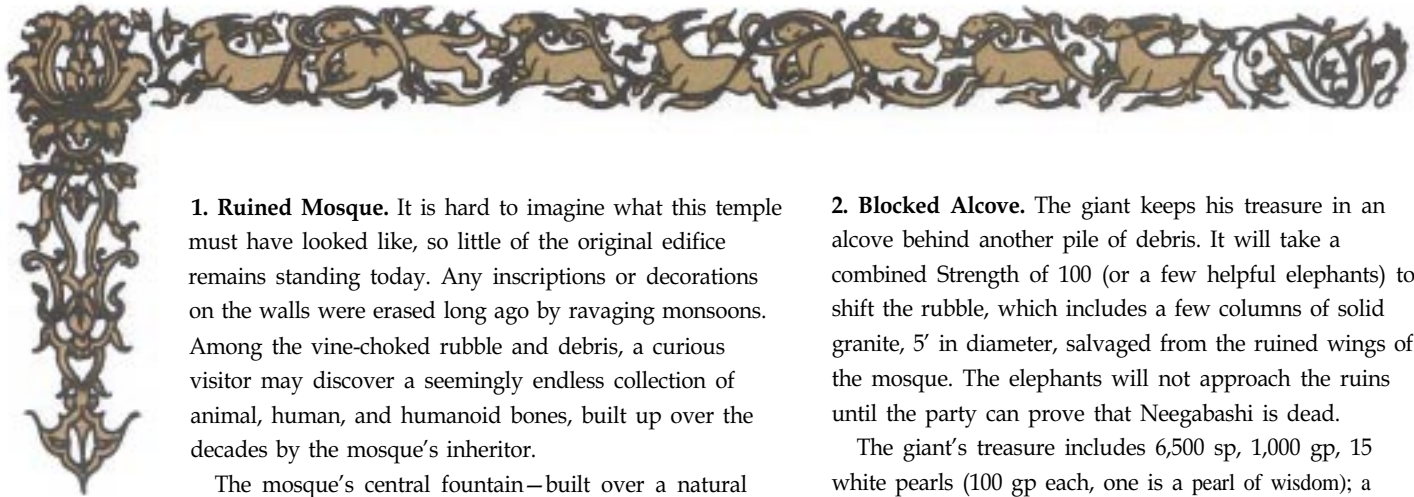 1. Ruined Mosque. It is hard to imagine what this temple
must have looked like, so little of the original edifice
remains standing today. Any inscriptions or decorations
on the walls were erased long ago by ravaging monsoons.
Among the vine-choked rubble and debris, a curious
visitor may discover a seemingly endless collection of
animal, human, and humanoid bones, built up over the
decades by the mosque’s inheritor.
The mosque’s central fountain—built over a natural
2. Blocked Alcove. The giant keeps his treasure in an
alcove behind another pile of debris. It will take a
combined Strength of 100 (or a few helpful elephants) to
shift the rubble, which includes a few columns of solid
granite, 5’ in diameter, salvaged from the ruined wings of
the mosque. The elephants will not approach the ruins
until the party can prove that Neegabashi is dead.
The giant’s treasure includes 6,500 sp, 1,000 gp, 15
white pearls (100 gp each, one is a pearl of wisdom); a